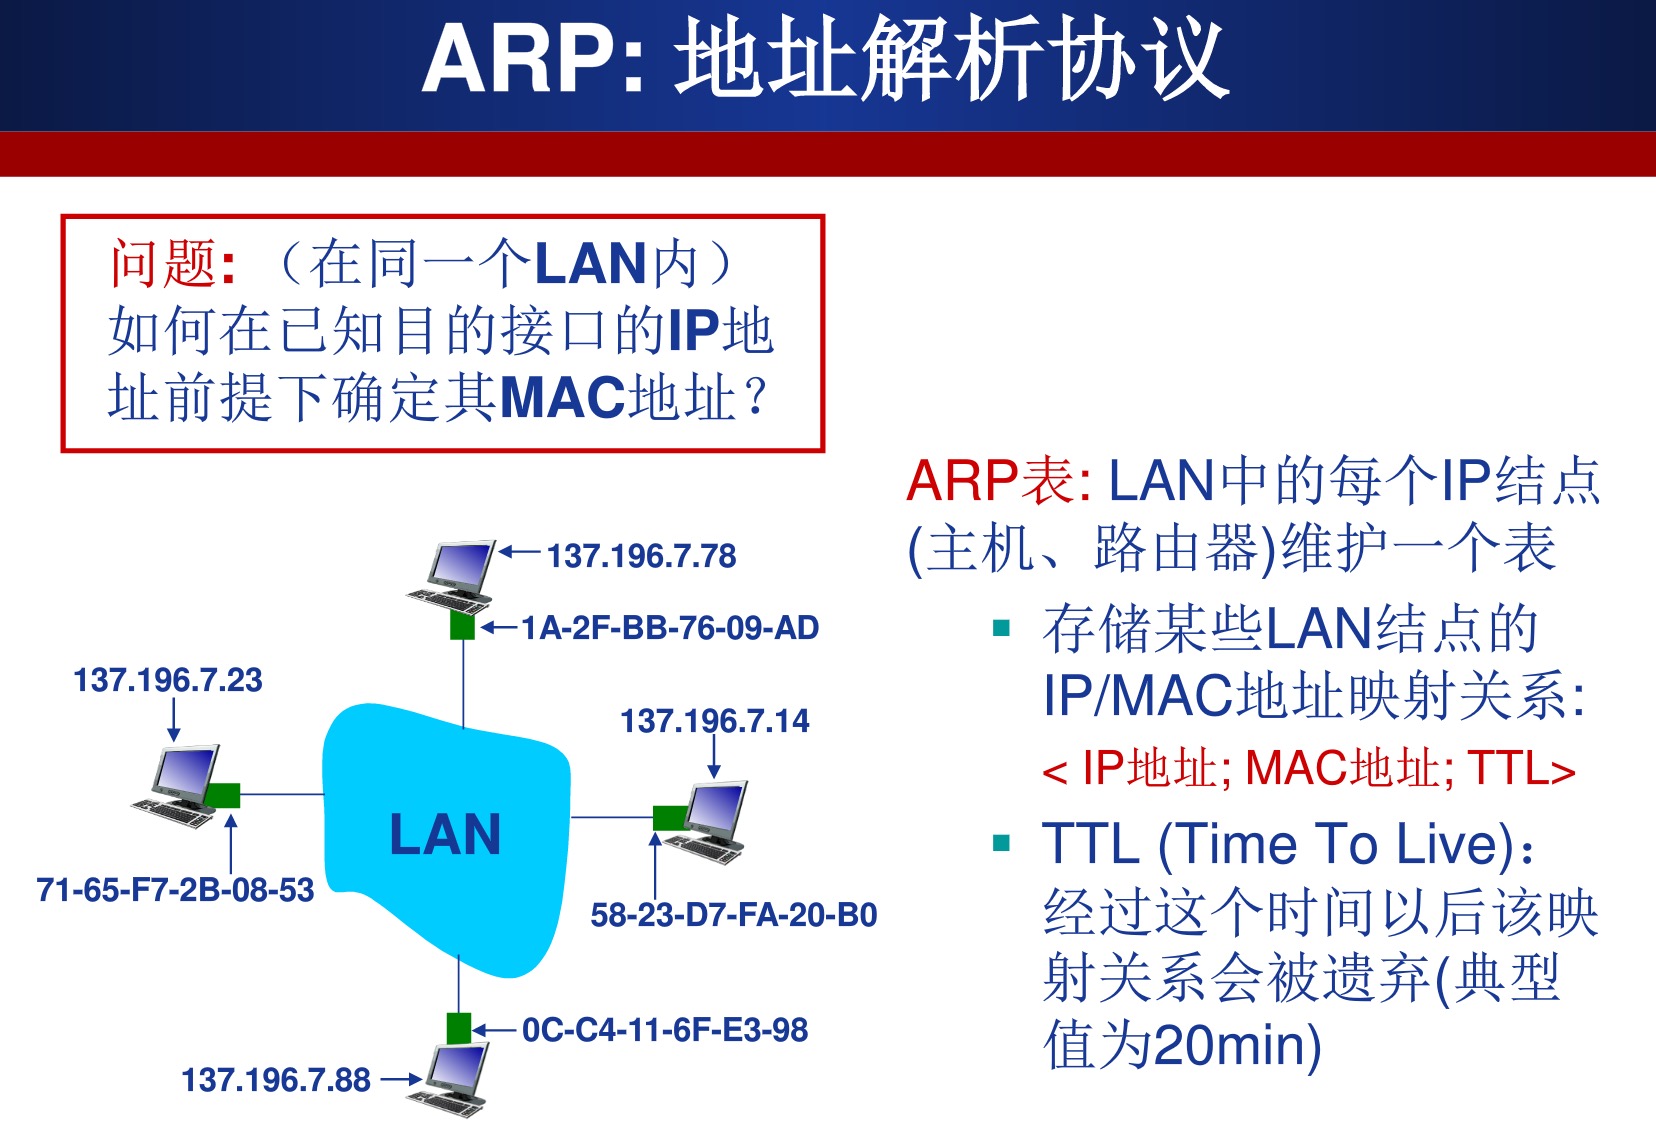 ARP: 地址解析协议
问题: （在同一个LAN内）
如何在已知目的接口的IP地
址前提下确定其MAC地址?
137.196.7.78
1A-2F-BB-76-09-AD
137.196.7.23
137.196.7.14
LAN
71-65-F7-2B-08-53
58-23-D7-FA-20-B0
0C-C4-11-6F-E3-98
137.196.7.88
ARP表: LAN中的每个IP结点
(主机、路由器)维护一个表
▪ 存储某些LAN结点的
IP/MAC地址映射关系:
< IP地址; MAC地址; TTL>
▪ TTL (Time To Live)：
经过这个时间以后该映
射关系会被遗弃(典型
值为20min)